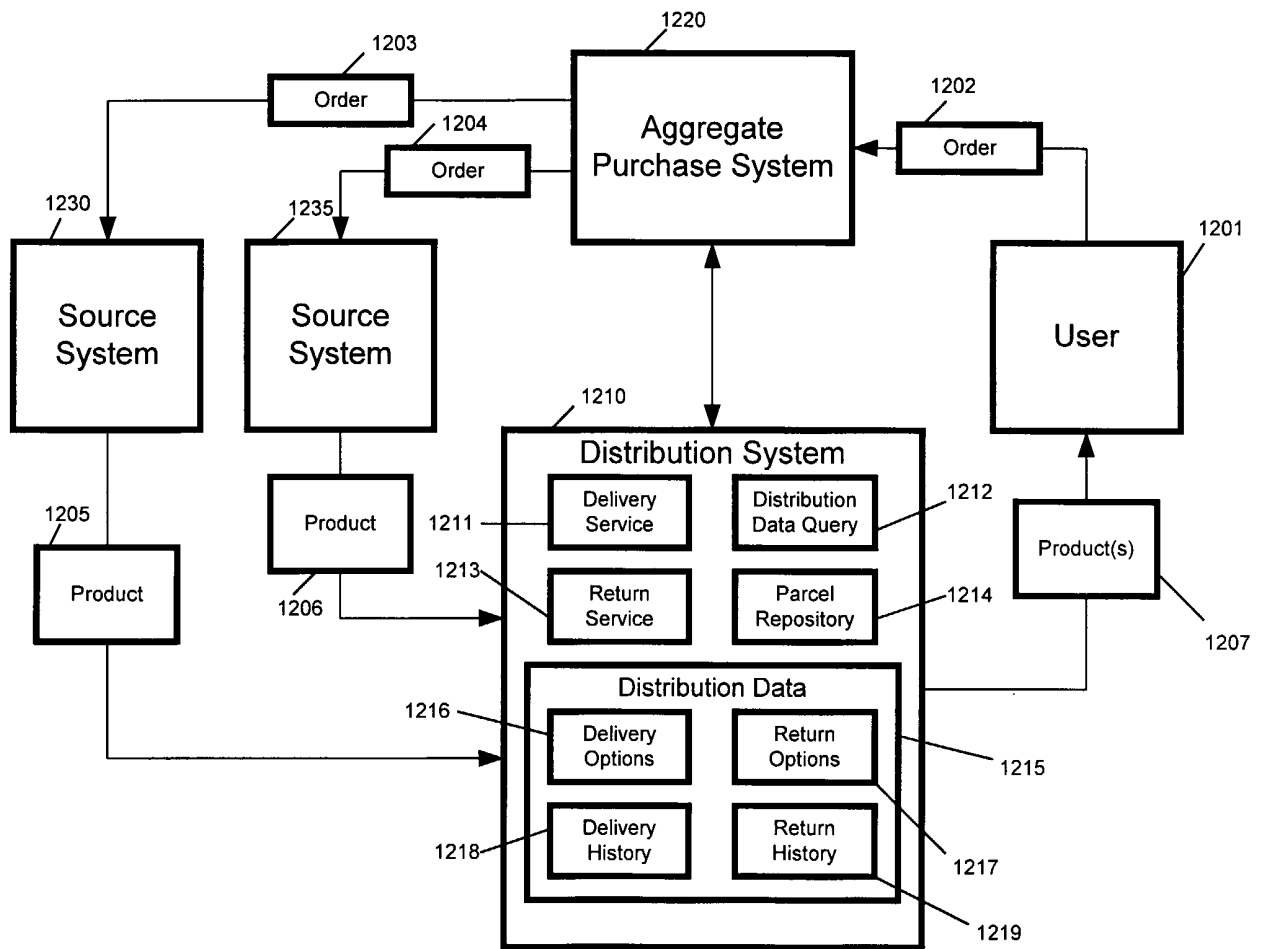 1220
1203
Order
1202
Order
1204
Order
Aggregate
Purchase System
1230
1235
1201
Source
System
Source
System
User
1210
Distribution System
Delivery
Service
Distribution
Data Query
1211
1212
1205
Product
Product
1206
Product(s)
1207
1213
Return
Service
Parcel
Repository
1214
Distribution Data
1216
Delivery
Options
Return
Options
1215
1218
Delivery
History
Return
History
1217
1219